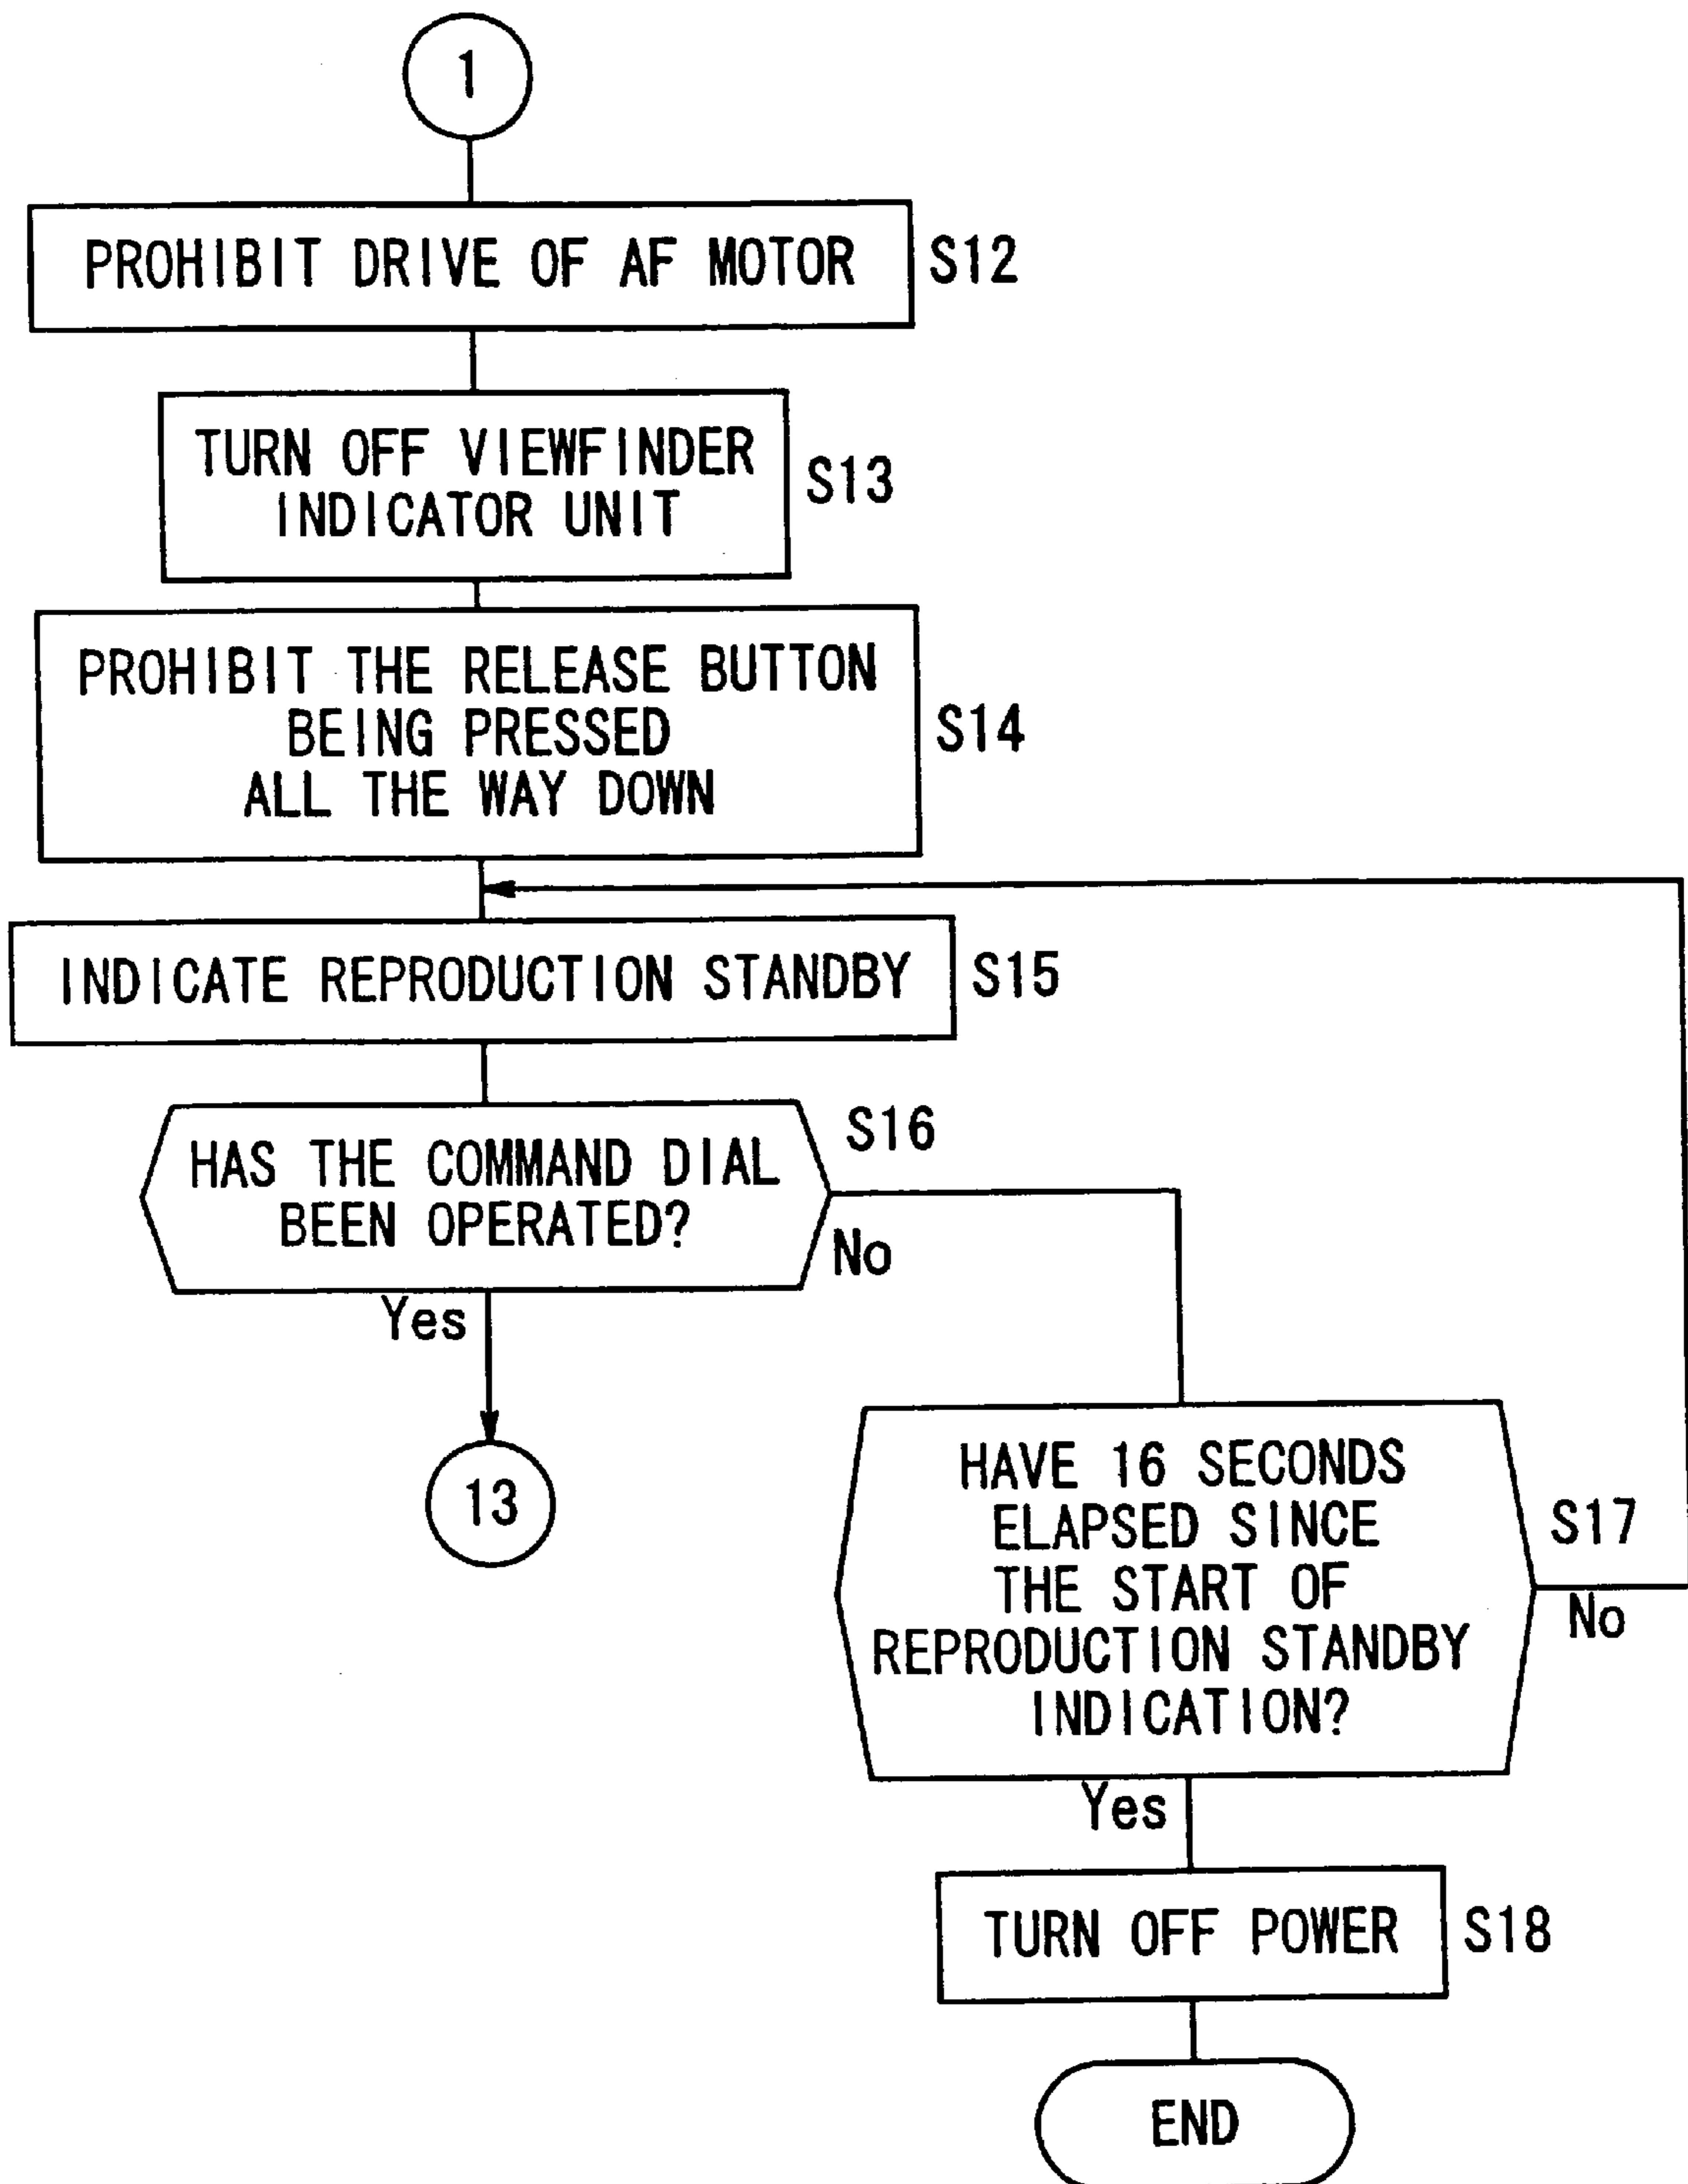 1
PROHIBIT DRIVE OF AF MOTOR
S12
TURN OFF VIEWFINDER
INDICATOR UNIT
S13
PROHIBIT THE RELEASE BUTTON
BEING PRESSED
ALL THE WAY DOWN
S14
INDICATE REPRODUCTION STANDBY
S15
HAS THE COMMAND DIAL
BEEN OPERATED?
S16
No
Yes
13
HAVE 16 SECONDS
ELAPSED SINCE
THE START OF
REPRODUCTION STANDBY
INDICATION?
S17
No
Yes
TURN OFF POWER
S18
END